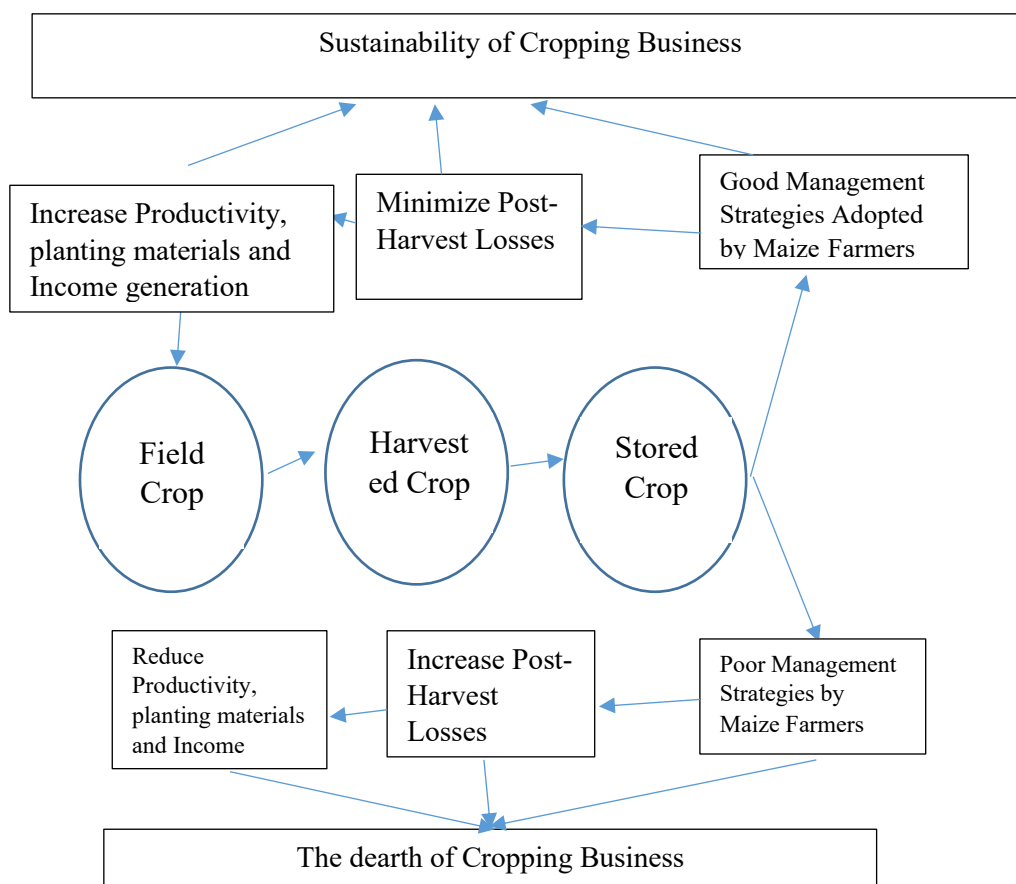 Sustainability of Cropping Business
Increase Productivity,
planting materials and
Income generation
Minimize Post-
Harvest Losses
Good Management
Strategies Adopted
by Maize Farmers
Field
Crop
Harvest
ed Crop
Stored
Crop
Reduce
Productivity,
planting materials
and Income
Increase Post-
Harvest
Losses
Poor Management
Strategies by
Maize Farmers
The dearth of Cropping Business